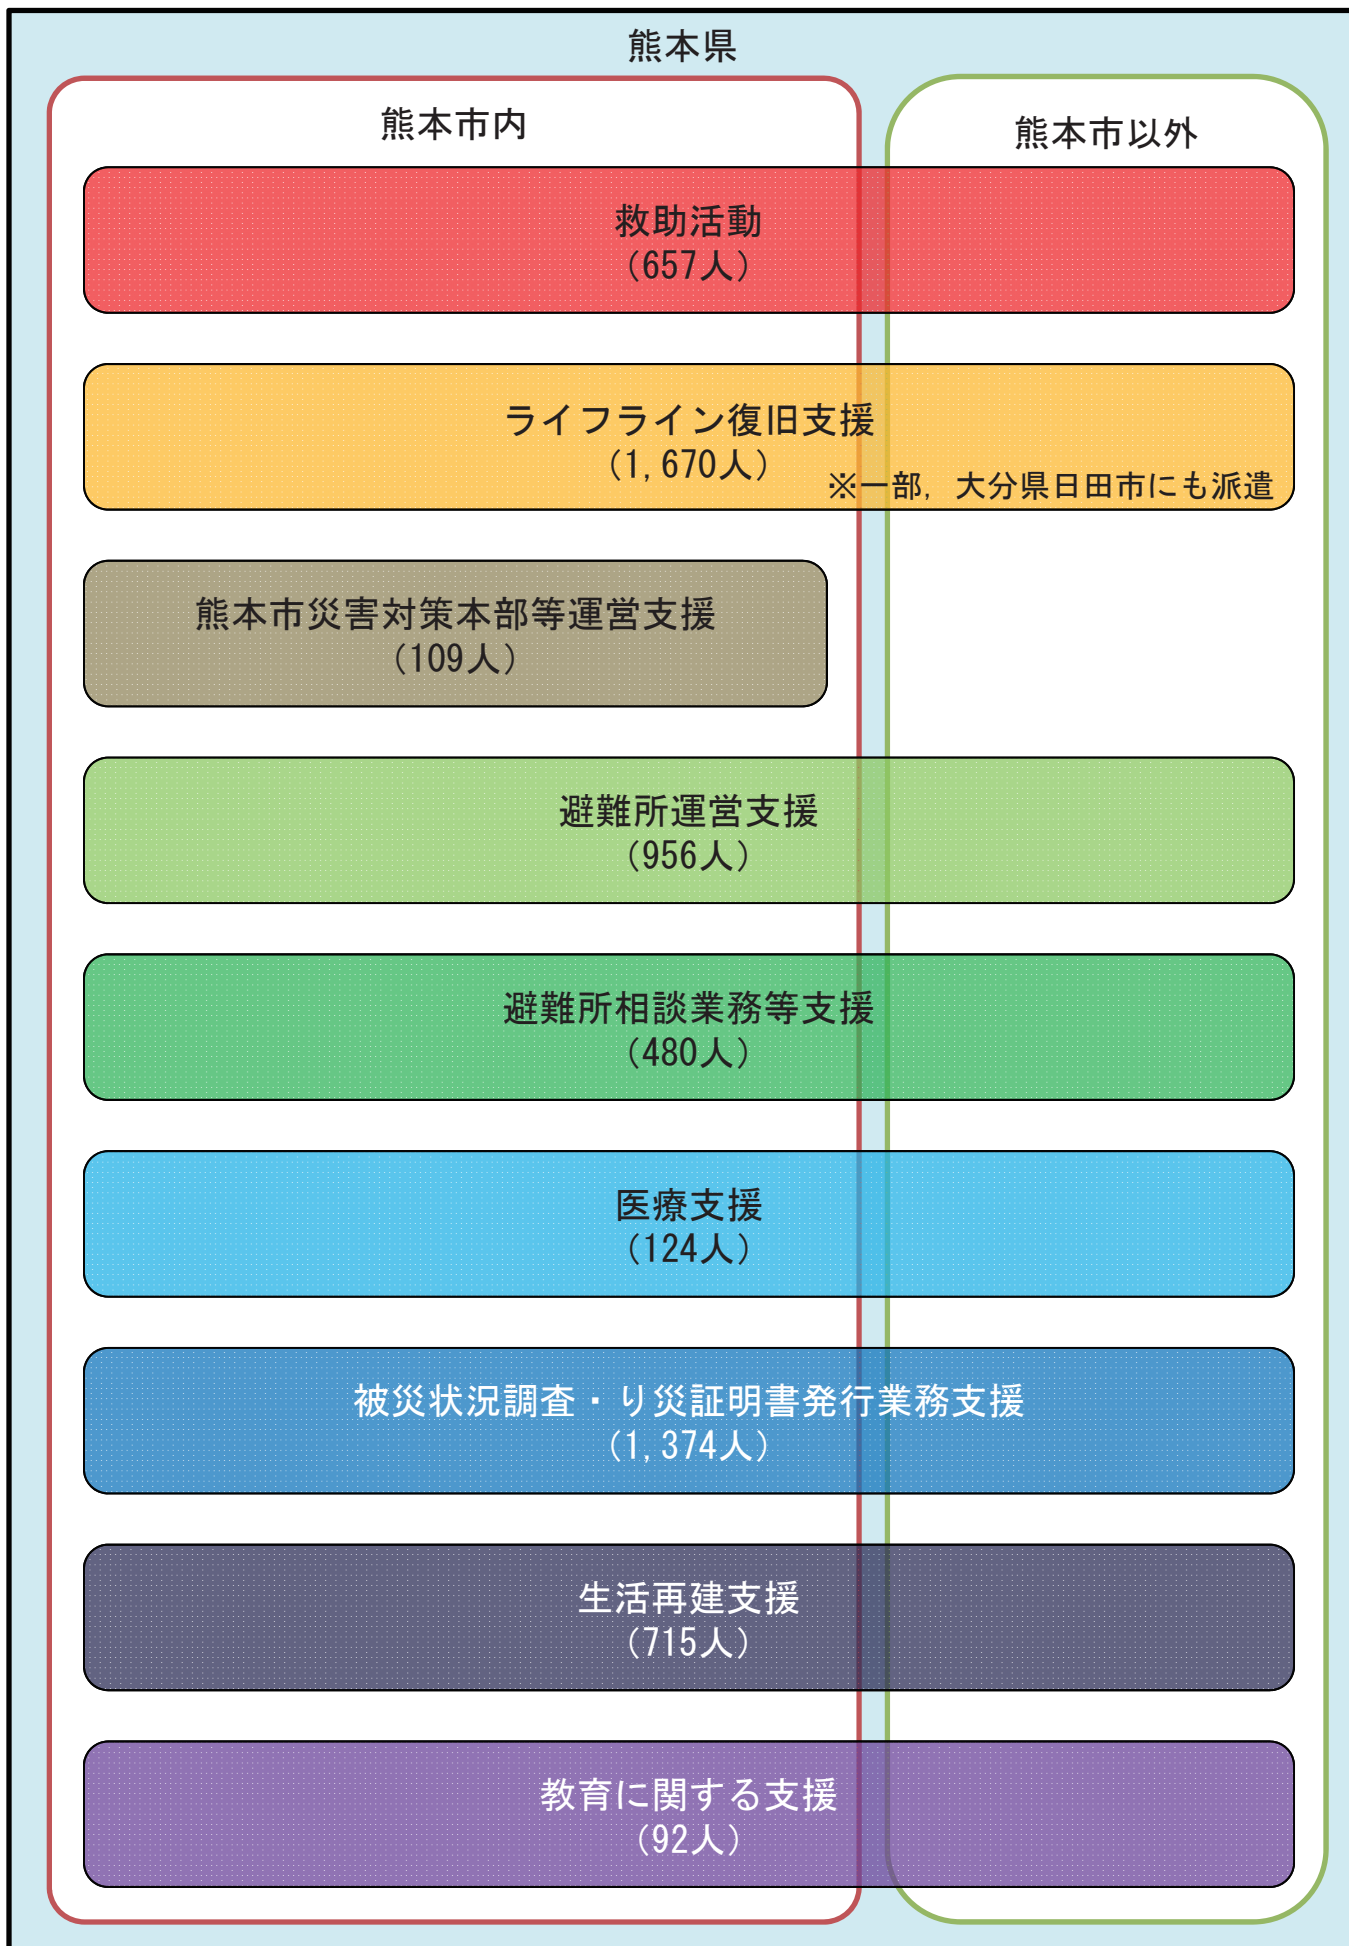 熊本県
熊本市内
熊本市以外
救助活動
(657人)
ライフライン復旧支援
(1,670人)
※一部，大分県日田市にも派遣
熊本市災害対策本部等運営支援
(109人)
避難所運営支援
(956人)
避難所相談業務等支援
(480人)
医療支援
(124人)
被災状況調査・り災証明書発行業務支援
(1,374人)
生活再建支援
(715人)
教育に関する支援
(92人)